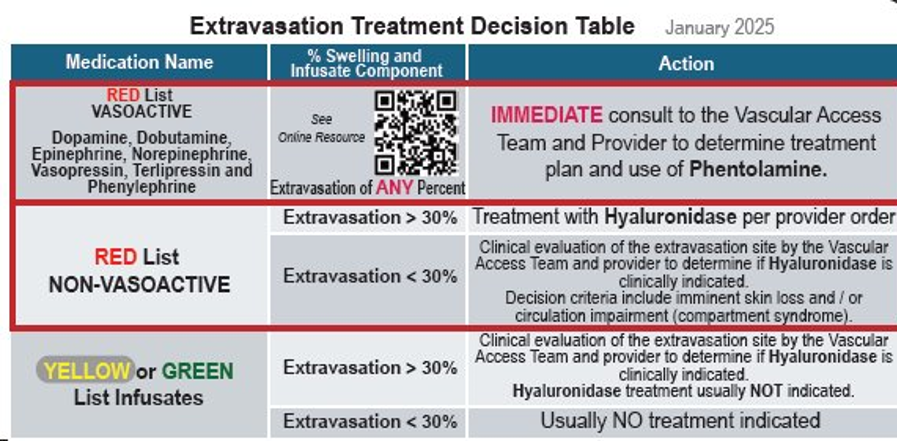 Extravasation Treatment Decision Table January 2025
Medication Name
% Swelling and
Infusate Component
Action
RED List
VASOACTIVE
Dopamine, Dobutamine,
Epinephrine, Norepinephrine,
Vasopressin, Terlipressin and
Phenylephrine
See
Online Resource
Extravasation of ANY Percent
IMMEDIATE consult to the Vascular Access
Team and Provider to determine treatment
plan and use of Phentolamine.
RED List
NON-VASOACTIVE
Extravasation > 30%
Treatment with Hyaluronidase per provider order
Extravasation < 30%
Clinical evaluation of the extravasation site by the Vascular
Access Team and provider to determine if Hyaluronidase is
clinically indicated.
Decision criteria include imminent skin loss and / or
circulation impairment (compartment syndrome).
YELLOW or GREEN
List Infusates
Extravasation > 30%
Clinical evaluation of the extravasation site by the Vascular
Access Team and provider to determine if Hyaluronidase is
clinically indicated.
Hyaluronidase treatment usually NOT indicated.
Extravasation < 30%
Usually NO treatment indicated